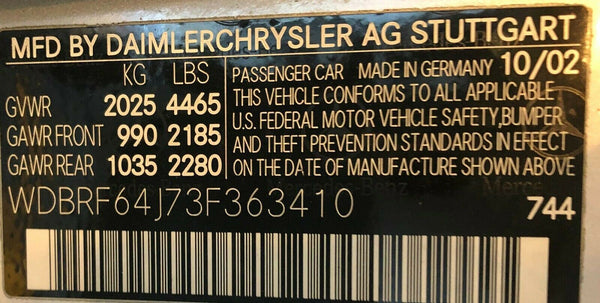 MFD BY DAIMLERCHRYSLER AG STUTTGART
KG LBS
GVWR 2025 4465
GAWR FRONT 990 2185
GAWR REAR 1035 2280
PASSENGER CAR MADE IN GERMANY 10/02
THIS VEHICLE CONFORMS TO ALL APPLICABLE
U.S. FEDERAL MOTOR VEHICLE SAFETY,BUMPER
AND THEFT PREVENTION STANDARDS IN EFFECT
ON THE DATE OF MANUFACTURE SHOWN ABOVE
WDBRF64J73F363410
744